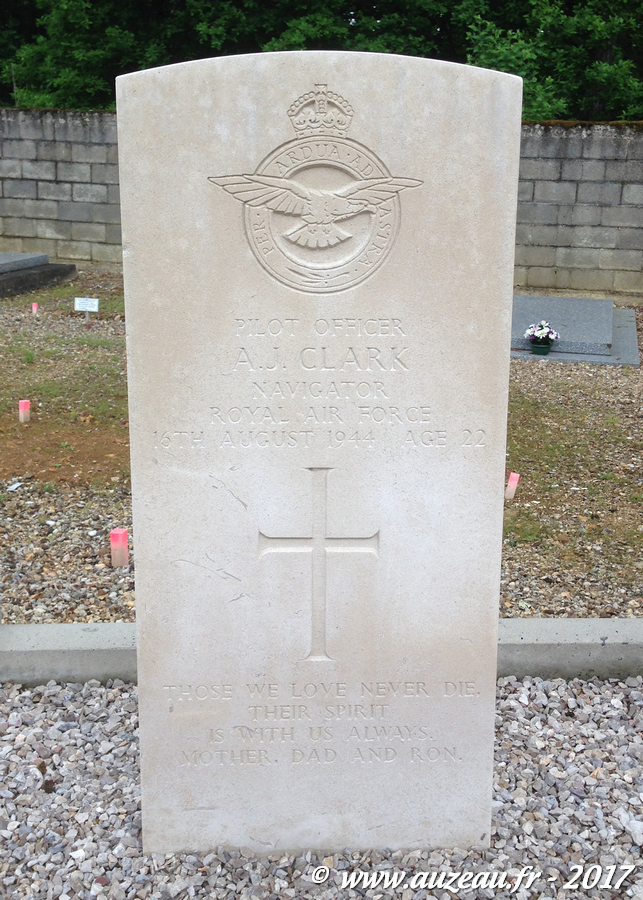 PER ARDUA AD ASTRA
PILOT OFFICER
A.J. CLARK
NAVIGATOR
ROYAL AIR FORCE
16TH AUGUST 1944 AGE 22
THOSE WE LOVE NEVER DIE.
THEIR SPIRIT
IS WITH US ALWAYS.
MOTHER, DAD AND RON.
© www.auzeau.fr - 2017